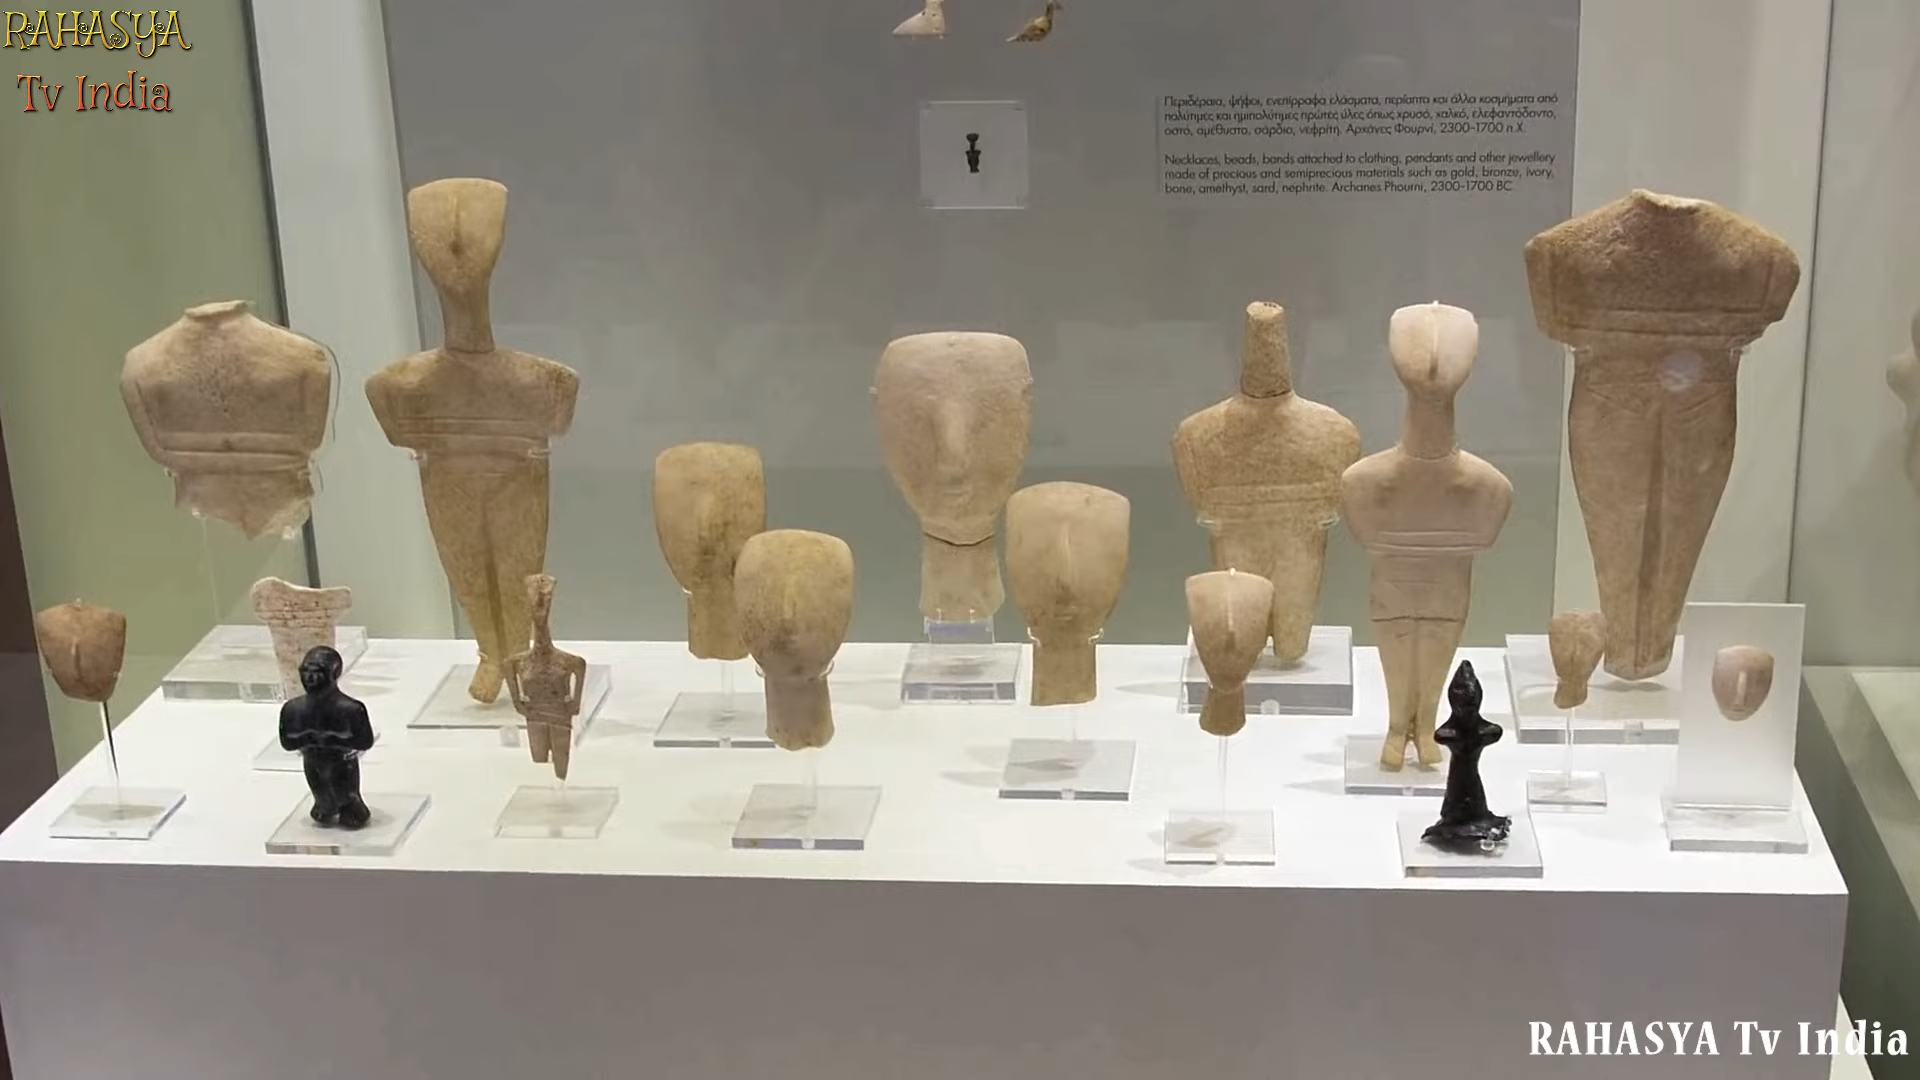 RAHASYA
Tv India
Περιδέραια, ψήφοι, ενεπίρραφα ελάσματα, περίαπτα και άλλα κοσμήματα από
πολύτιμες και ημιπολύτιμες πρώτες ύλες όπως χρυσό, χαλκό, ελεφαντόδοντο,
οστό, αμέθυστο, σάρδιο, νεφρίτη. Αρχάνες Φουρνί, 2300-1700 π.Χ.
Necklaces, beads, bands attached to clothing, pendants and other jewellery
made of precious and semiprecious materials such as gold, bronze, ivory,
bone, amethyst, sard, nephrite. Archanes Phourni, 2300-1700 BC.
RAHASYA Tv India